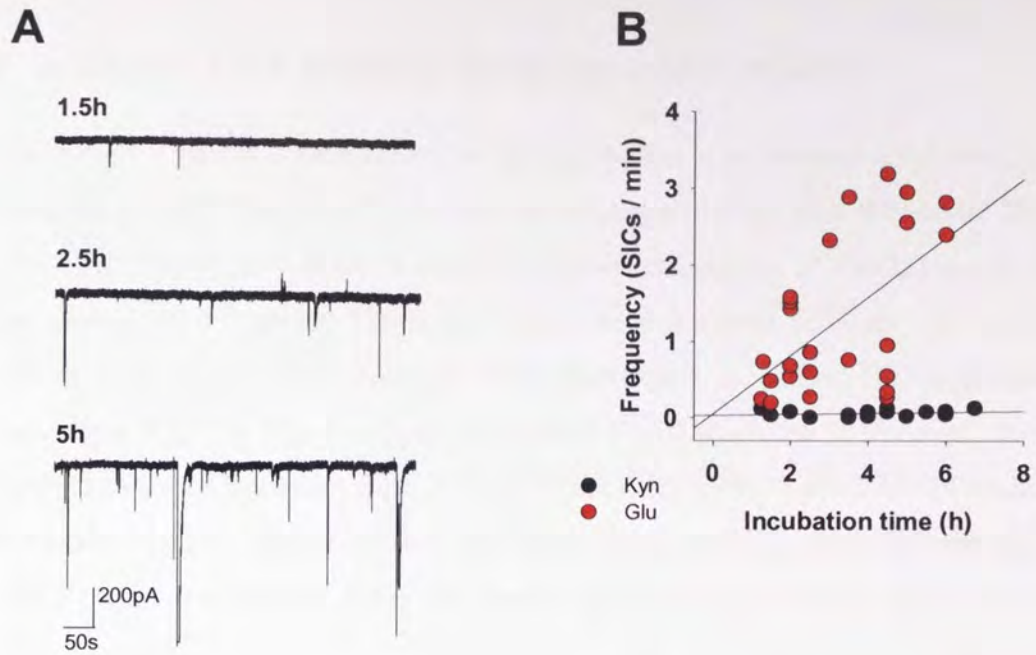 A
1.5h
2.5h
5h
200pA
50s
B
Frequency (SICs / min)
4
3
2
1
0
0 2 4 6 8
Incubation time (h)
Kyn
Glu